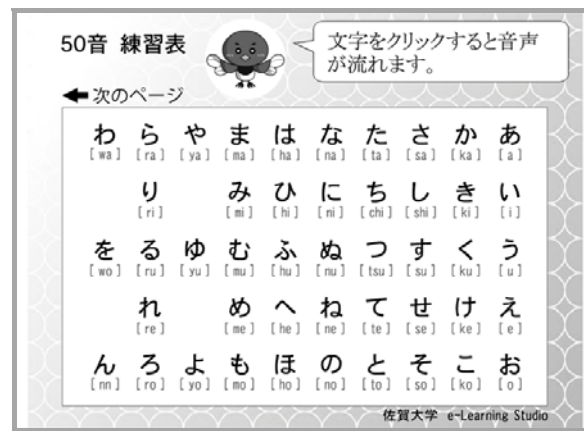 50音 練習表
文字をクリックすると音声
が流れます。
←次のページ
わ ら や ま は な た さ か あ
[ wa ] [ ra ] [ ya ] [ ma ] [ ha ] [ na ] [ ta ] [ sa ] [ ka ] [ a ]
り み ひ に ち し き い
[ ri ] [ mi ] [ hi ] [ ni ] [ chi ] [ shi ] [ ki ] [ i ]
を る ゆ む ふ ぬ つ す く う
[ wo ] [ ru ] [ yu ] [ mu ] [ hu ] [ nu ] [ tsu ] [ su ] [ ku ] [ u ]
れ め へ ね て せ け え
[ re ] [ me ] [ he ] [ ne ] [ te ] [ se ] [ ke ] [ e ]
ん ろ よ も ほ の と そ こ お
[ nn ] [ ro ] [ yo ] [ mo ] [ ho ] [ no ] [ to ] [ so ] [ ko ] [ o ]
佐賀大学 e-Learning Studio